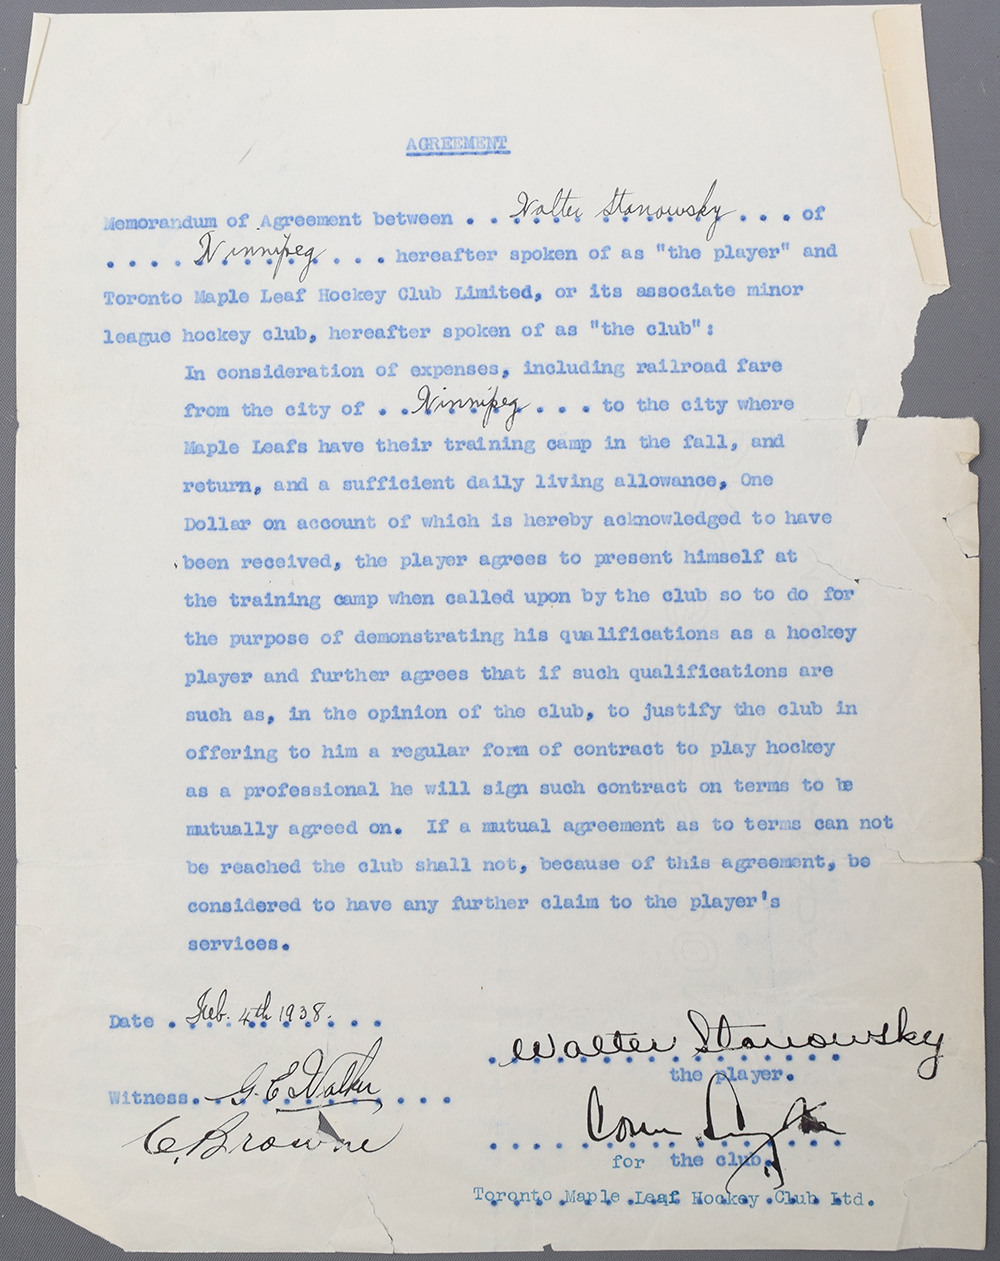 AGREEMENT
Memorandum of Agreement between . . Walter Stanowsky . . . of
. . . . Winnipeg . . . hereafter spoken of as "the player" and
Toronto Maple Leaf Hockey Club Limited, or its associate minor
league hockey club, hereafter spoken of as "the club":
In consideration of expenses, including railroad fare
from the city of . . Winnipeg . . . to the city where
Maple Leafs have their training camp in the fall, and
return, and a sufficient daily living allowance, One
Dollar on account of which is hereby acknowledged to have
been received, the player agrees to present himself at
the training camp when called upon by the club so to do for
the purpose of demonstrating his qualifications as a hockey
player and further agrees that if such qualifications are
such as, in the opinion of the club, to justify the club in
offering to him a regular form of contract to play hockey
as a professional he will sign such contract on terms to be
mutually agreed on. If a mutual agreement as to terms can not
be reached the club shall not, because of this agreement, be
considered to have any further claim to the player's
services.
Date . Feb. 4th 1938. . .
Walter Stanowsky
the player.
Witness. G. E. Walker . . . .
C. Browne
Conn Smythe
for the club.
Toronto Maple Leaf Hockey Club Ltd.